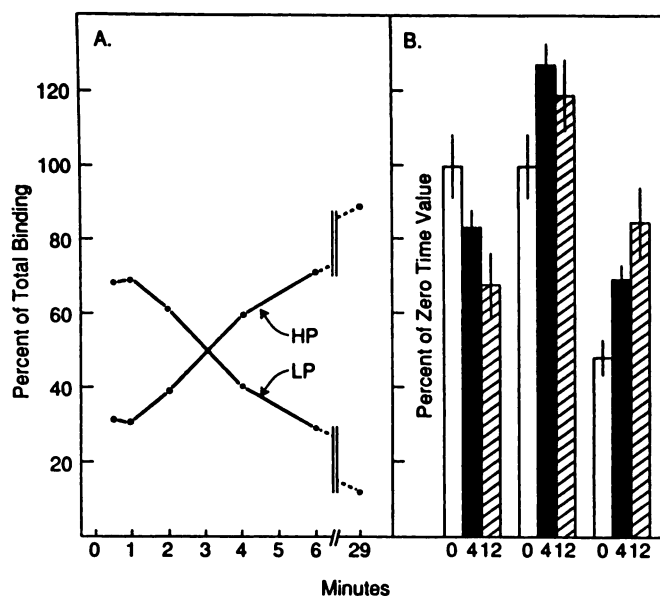 A.
B.
Percent of Total Binding
120
100
80
60
40
20
HP
LP
0 1 2 3 4 5 6 // 29
Percent of Zero Time Value
0 4 12 0 4 12 0 4 12
Minutes